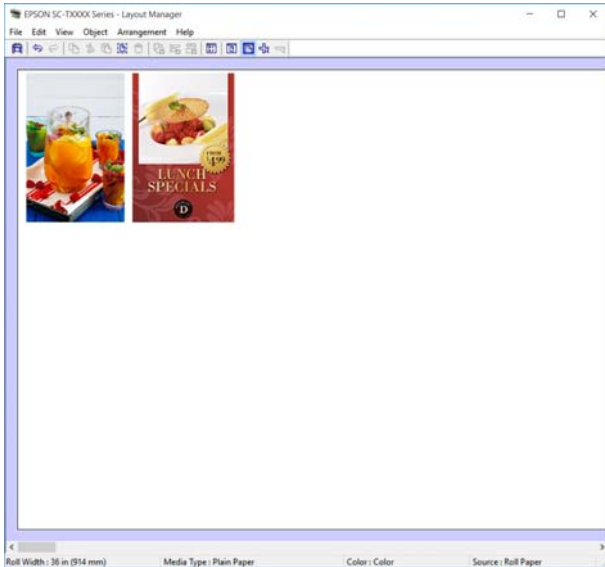 EPSON SC-TXXXX Series - Layout Manager
File Edit View Object Arrangement Help
FROM
$4.99
LUNCH
SPECIALS
D
Roll Width : 36 in (914 mm) Media Type : Plain Paper Color : Color Source : Roll Paper